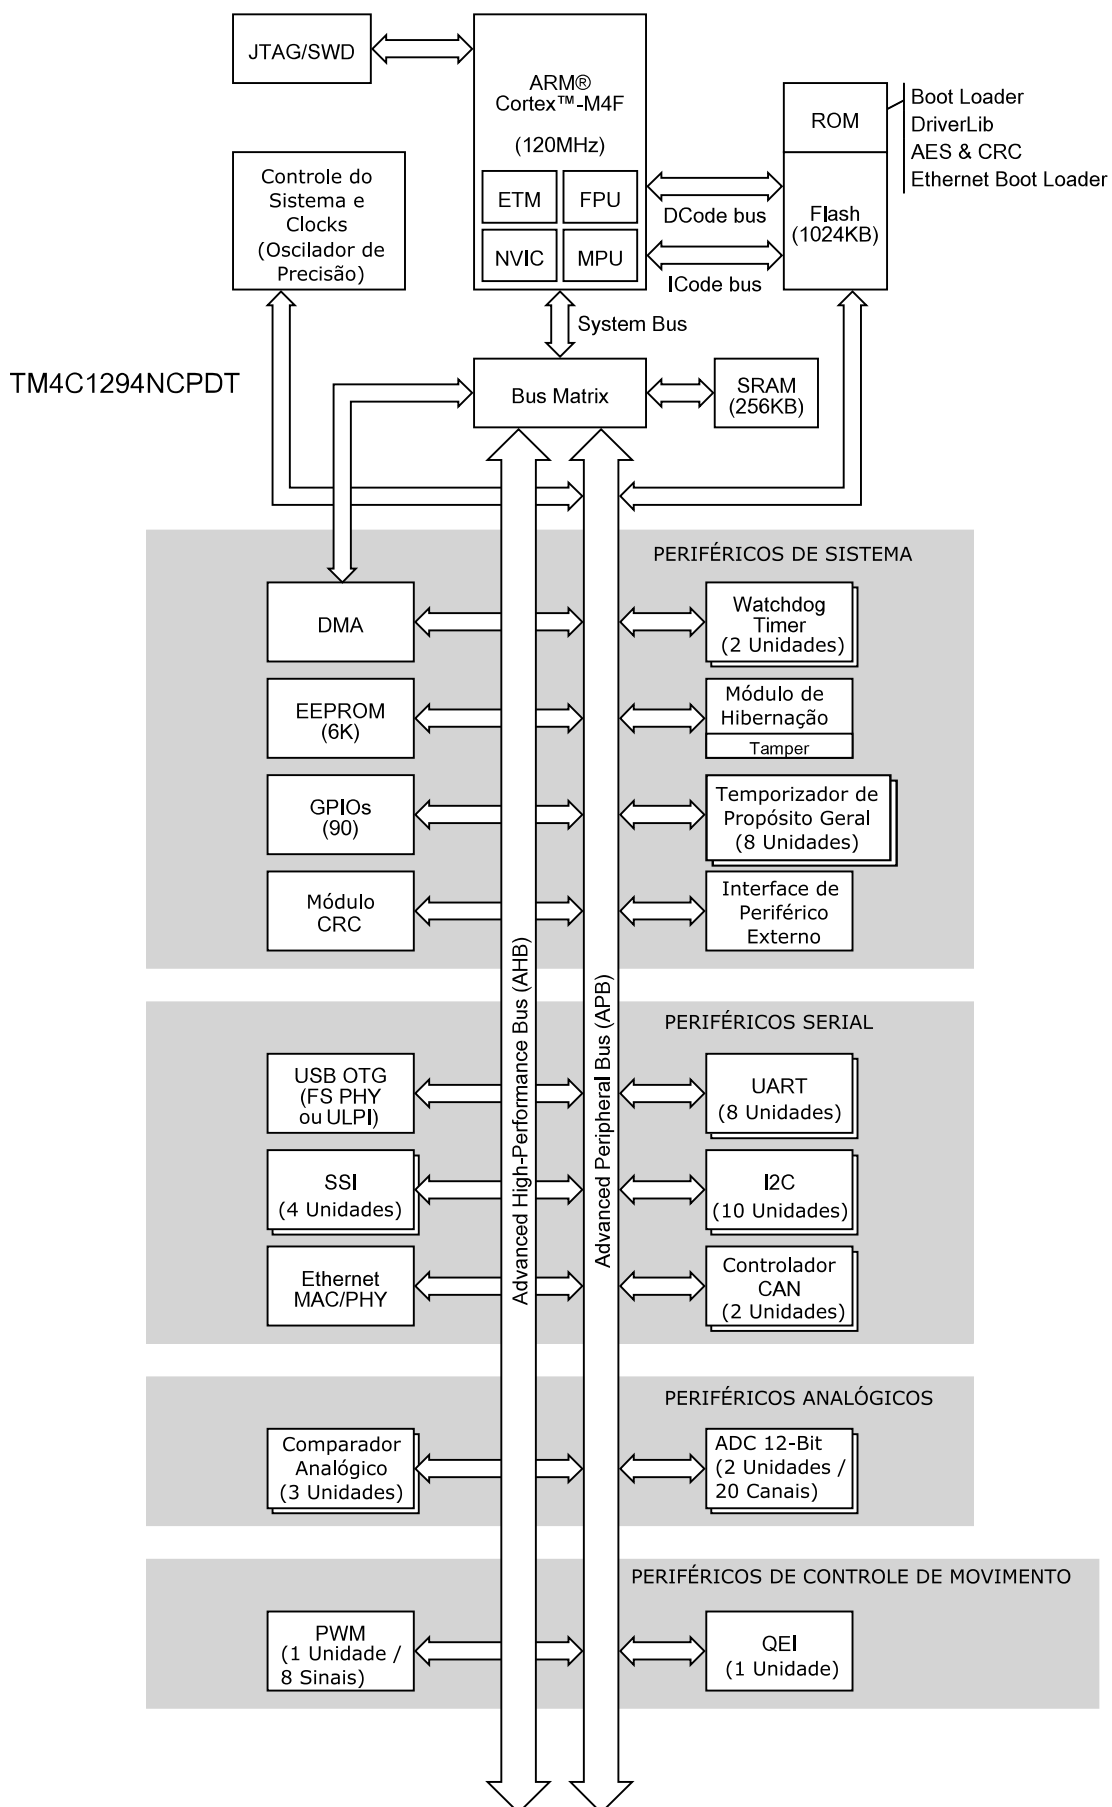 JTAG/SWD
ARM®
Cortex™-M4F
(120MHz)
ETM
FPU
NVIC
MPU
ROM
Boot Loader
DriverLib
AES & CRC
Ethernet Boot Loader
Flash
(1024KB)
DCode bus
ICode bus
Controle do
Sistema e
Clocks
(Oscilador de
Precisão)
System Bus
TM4C1294NCPDT
Bus Matrix
SRAM
(256KB)
PERIFÉRICOS DE SISTEMA
DMA
Watchdog
Timer
(2 Unidades)
EEPROM
(6K)
Módulo de
Hibernação
Tamper
GPIOs
(90)
Temporizador de
Propósito Geral
(8 Unidades)
Módulo
CRC
Interface de
Periférico
Externo
Advanced High-Performance Bus (AHB)
Advanced Peripheral Bus (APB)
PERIFÉRICOS SERIAL
USB OTG
(FS PHY
ou ULPI)
UART
(8 Unidades)
SSI
(4 Unidades)
I2C
(10 Unidades)
Ethernet
MAC/PHY
Controlador
CAN
(2 Unidades)
PERIFÉRICOS ANALÓGICOS
Comparador
Analógico
(3 Unidades)
ADC 12-Bit
(2 Unidades /
20 Canais)
PERIFÉRICOS DE CONTROLE DE MOVIMENTO
PWM
(1 Unidade /
8 Sinais)
QEI
(1 Unidade)